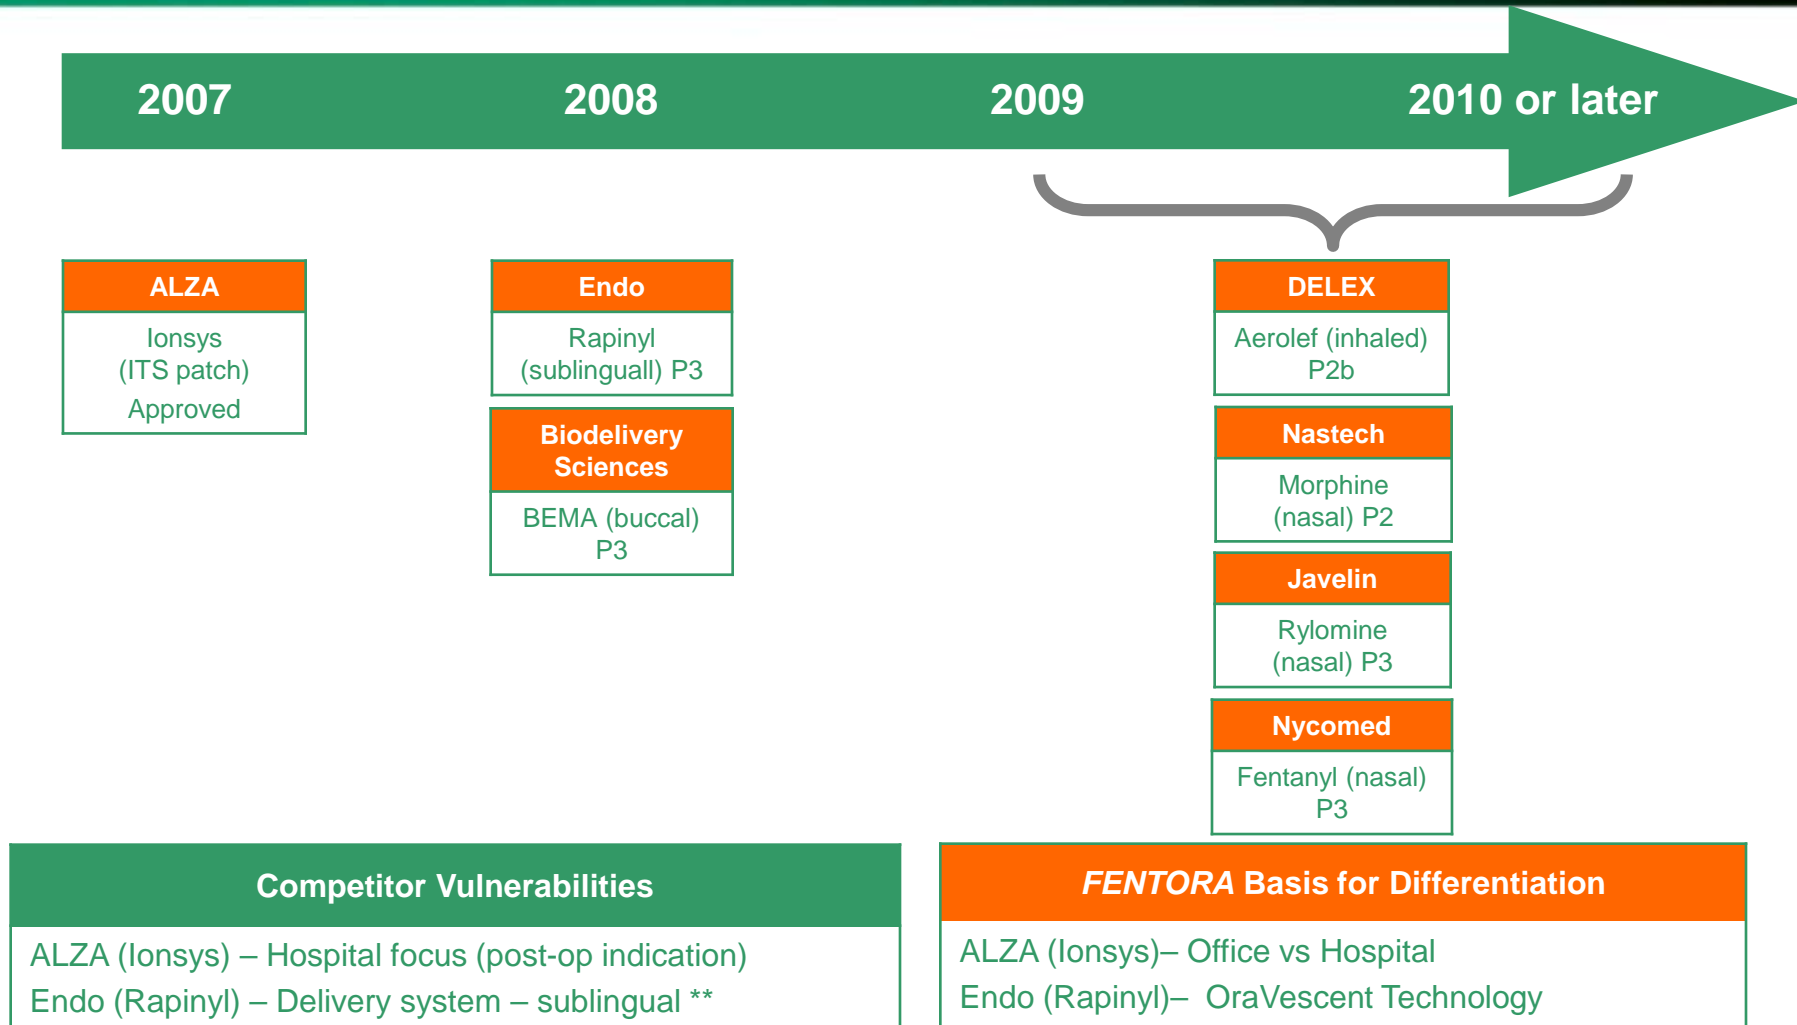 2007 2008 2009 2010 or later
ALZA
Ionsys
(ITS patch)
Approved
Endo
Rapinyl
(sublinguall) P3
Biodelivery
Sciences
BEMA (buccal)
P3
DELEX
Aerolef (inhaled)
P2b
Nastech
Morphine
(nasal) P2
Javelin
Rylomine
(nasal) P3
Nycomed
Fentanyl (nasal)
P3
Competitor Vulnerabilities
ALZA (Ionsys) – Hospital focus (post-op indication)
Endo (Rapinyl) – Delivery system – sublingual **
FENTORA Basis for Differentiation
ALZA (Ionsys)– Office vs Hospital
Endo (Rapinyl)– OraVescent Technology